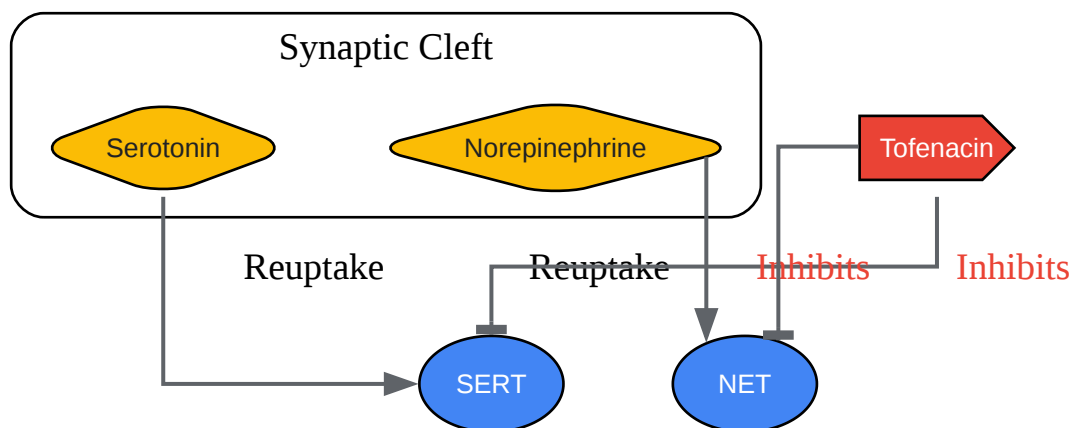 Synaptic Cleft
Serotonin
Norepinephrine
Tofenacin
Reuptake
Reuptake
Inhibits
Inhibits
SERT
NET